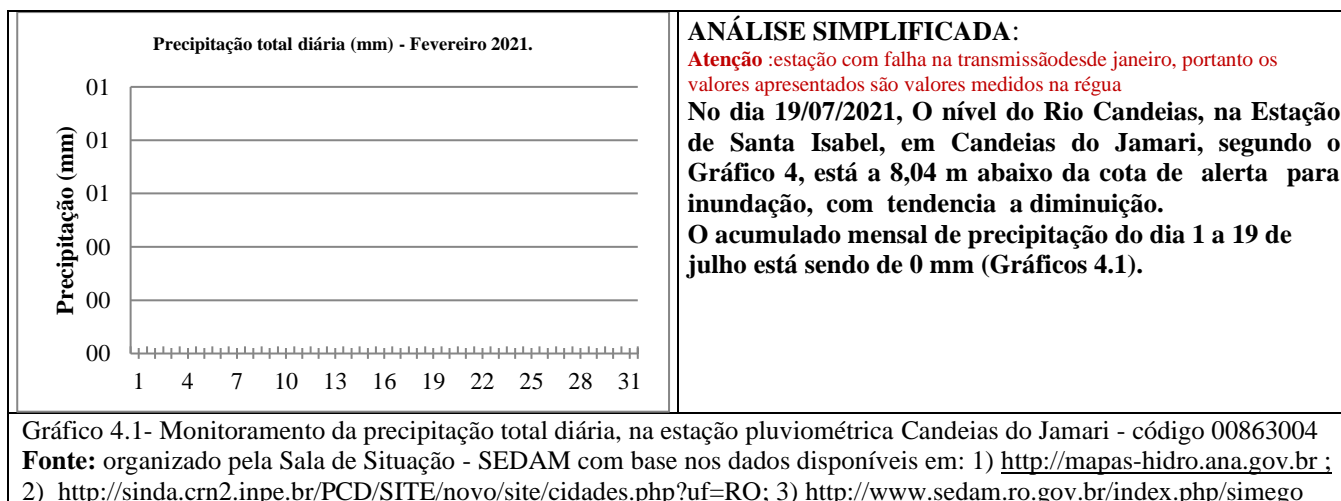 Precipitação total diária (mm) - Fevereiro 2021.
Precipitação (mm)
01
01
01
00
00
00
1 4 7 10 13 16 19 22 25 28 31
ANÁLISE SIMPLIFICADA:
Atenção :estação com falha na transmissãodesde janeiro, portanto os
valores apresentados são valores medidos na régua
No dia 19/07/2021, O nível do Rio Candeias, na Estação
de Santa Isabel, em Candeias do Jamari, segundo o
Gráfico 4, está a 8,04 m abaixo da cota de alerta para
inundação, com tendencia a diminuição.
O acumulado mensal de precipitação do dia 1 a 19 de
julho está sendo de 0 mm (Gráficos 4.1).
Gráfico 4.1- Monitoramento da precipitação total diária, na estação pluviométrica Candeias do Jamari - código 00863004
Fonte: organizado pela Sala de Situação - SEDAM com base nos dados disponíveis em: 1) http://mapas-hidro.ana.gov.br ;
2) http://sinda.crn2.inpe.br/PCD/SITE/novo/site/cidades.php?uf=RO; 3) http://www.sedam.ro.gov.br/index.php/simego